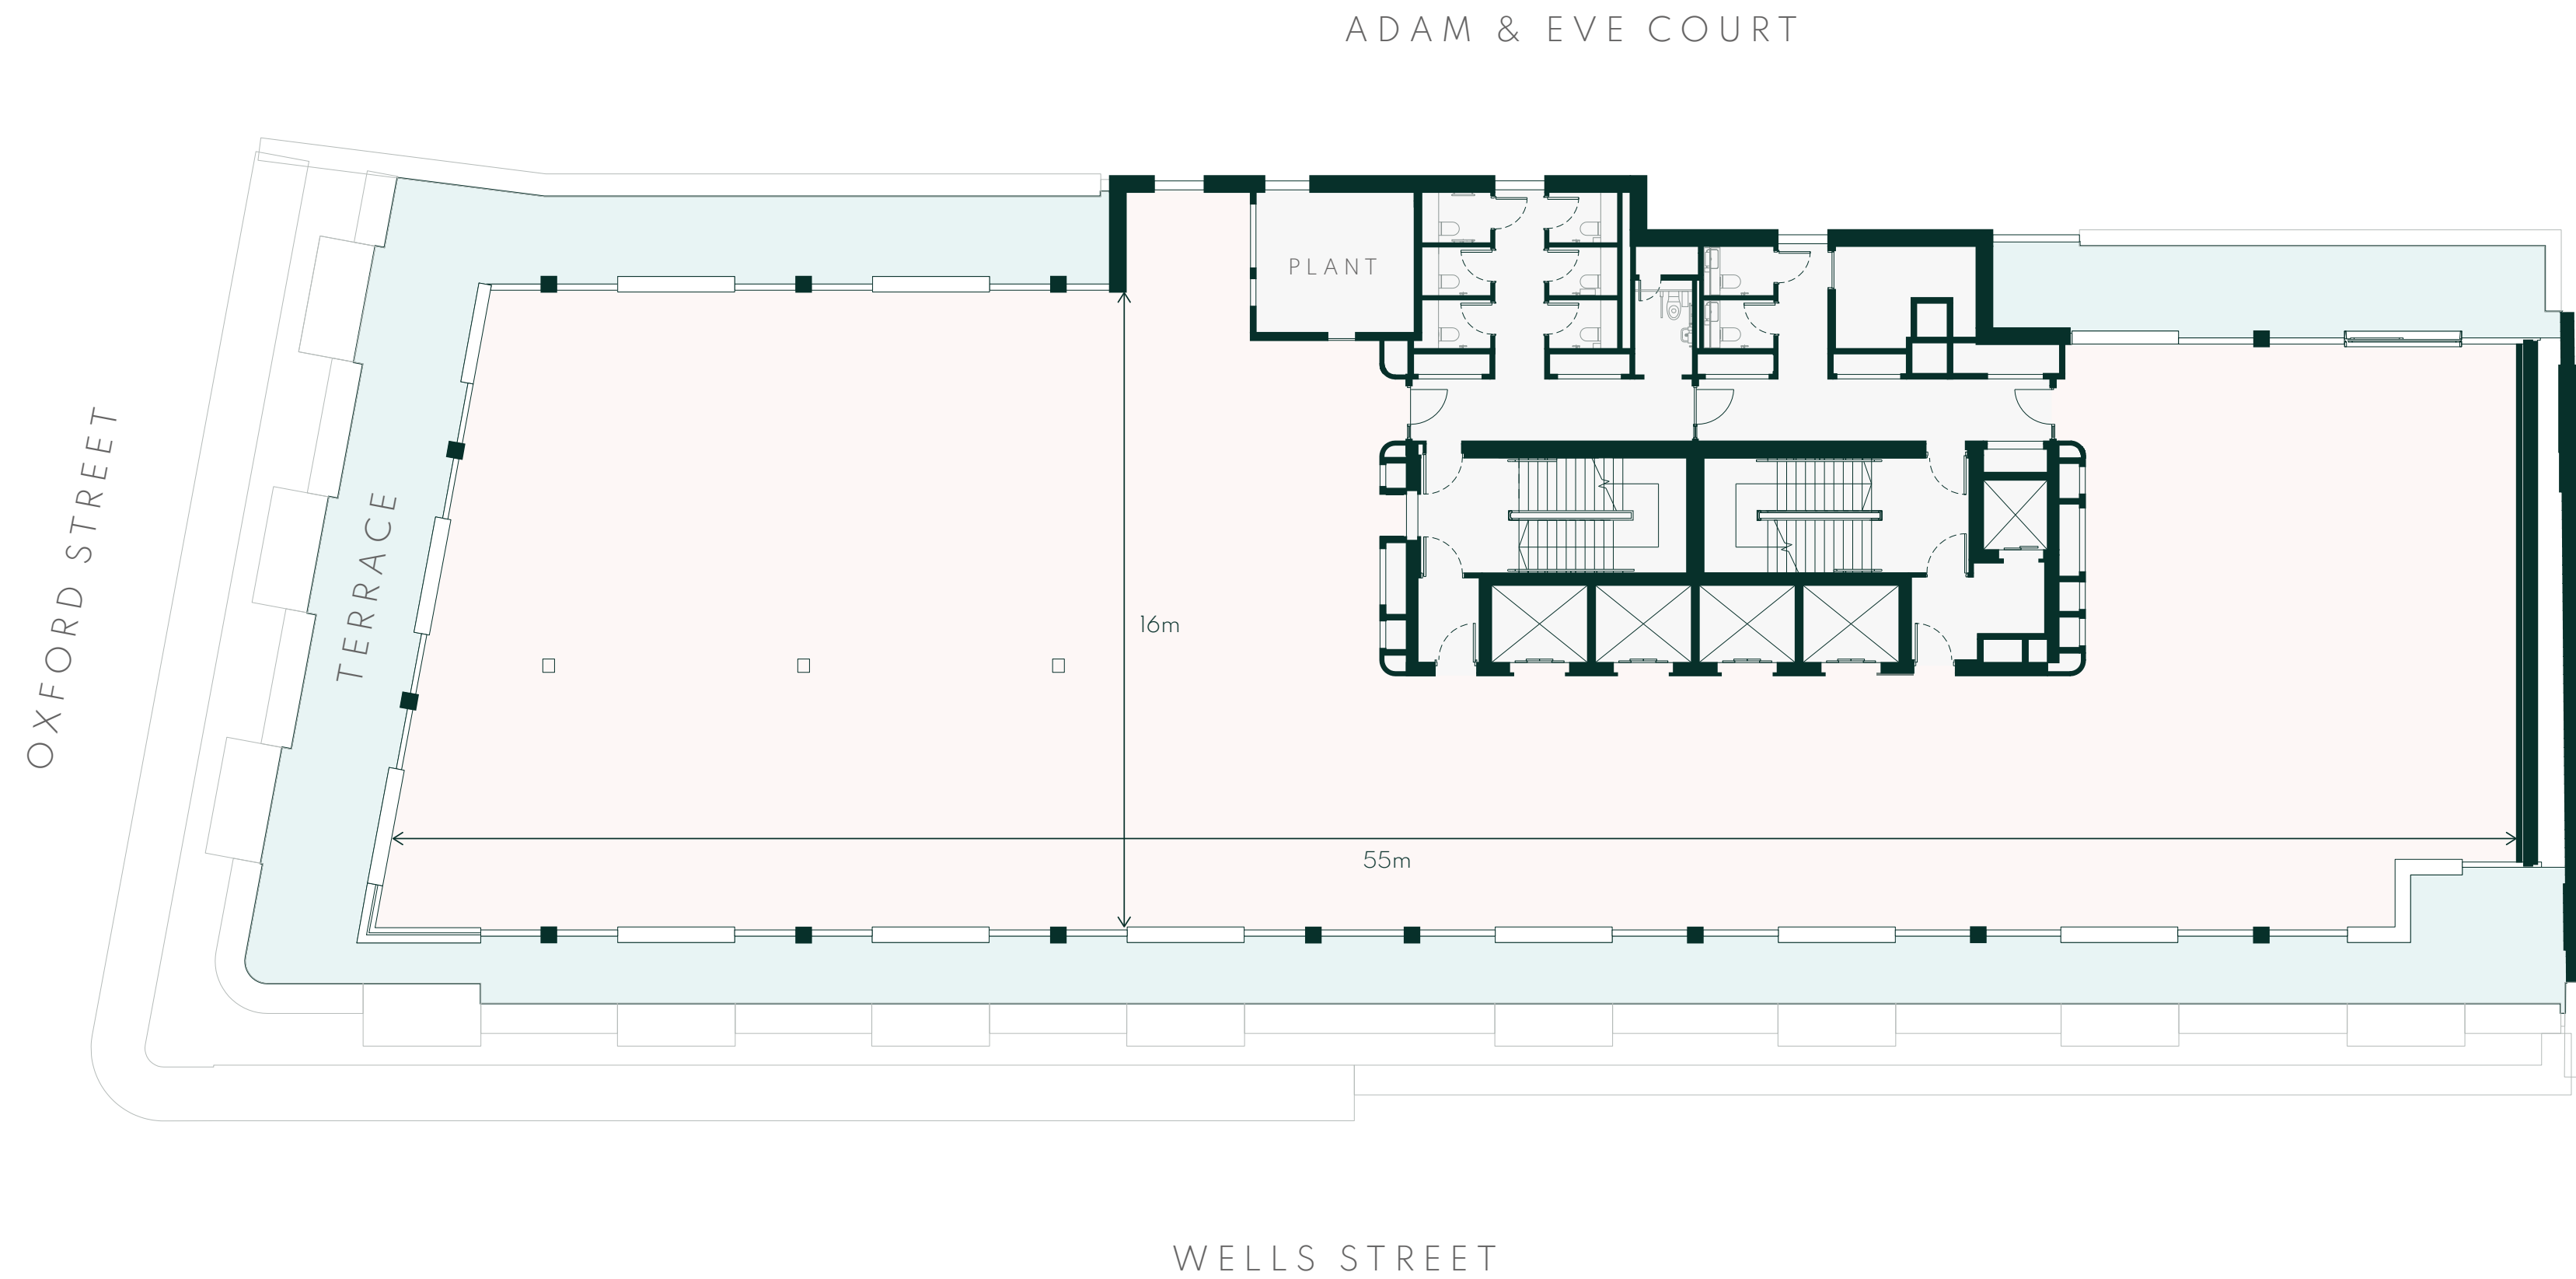 ADAM & EVE COURT
PLANT
OXFORD STREET
TERRACE
16m
55m
WELLS STREET